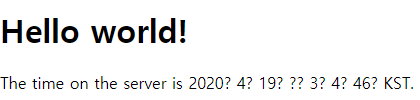 Hello world!
The time on the server is 2020? 4? 19? ?? 3? 4? 46? KST.